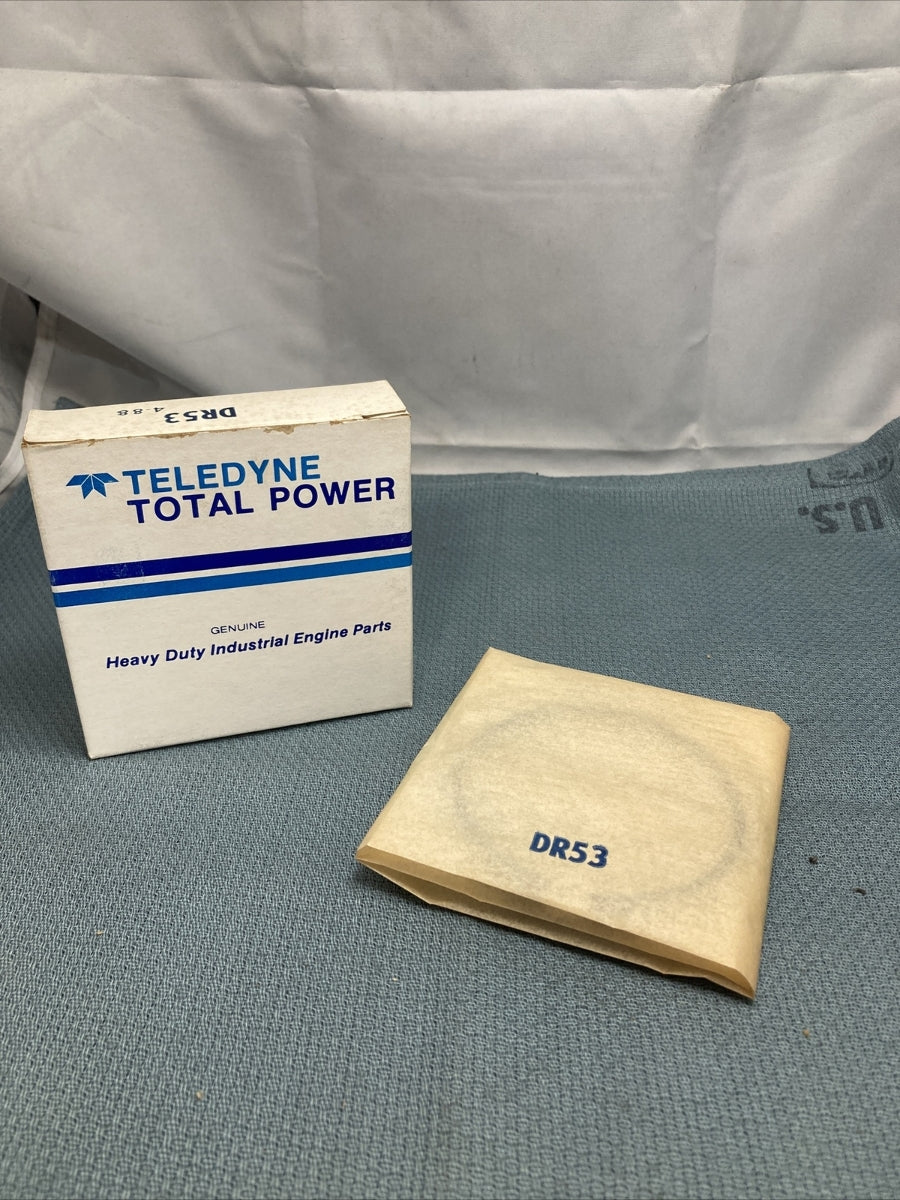 DR53
4-88
TELEDYNE
TOTAL POWER
GENUINE
Heavy Duty Industrial Engine Parts
DR53
U.S.